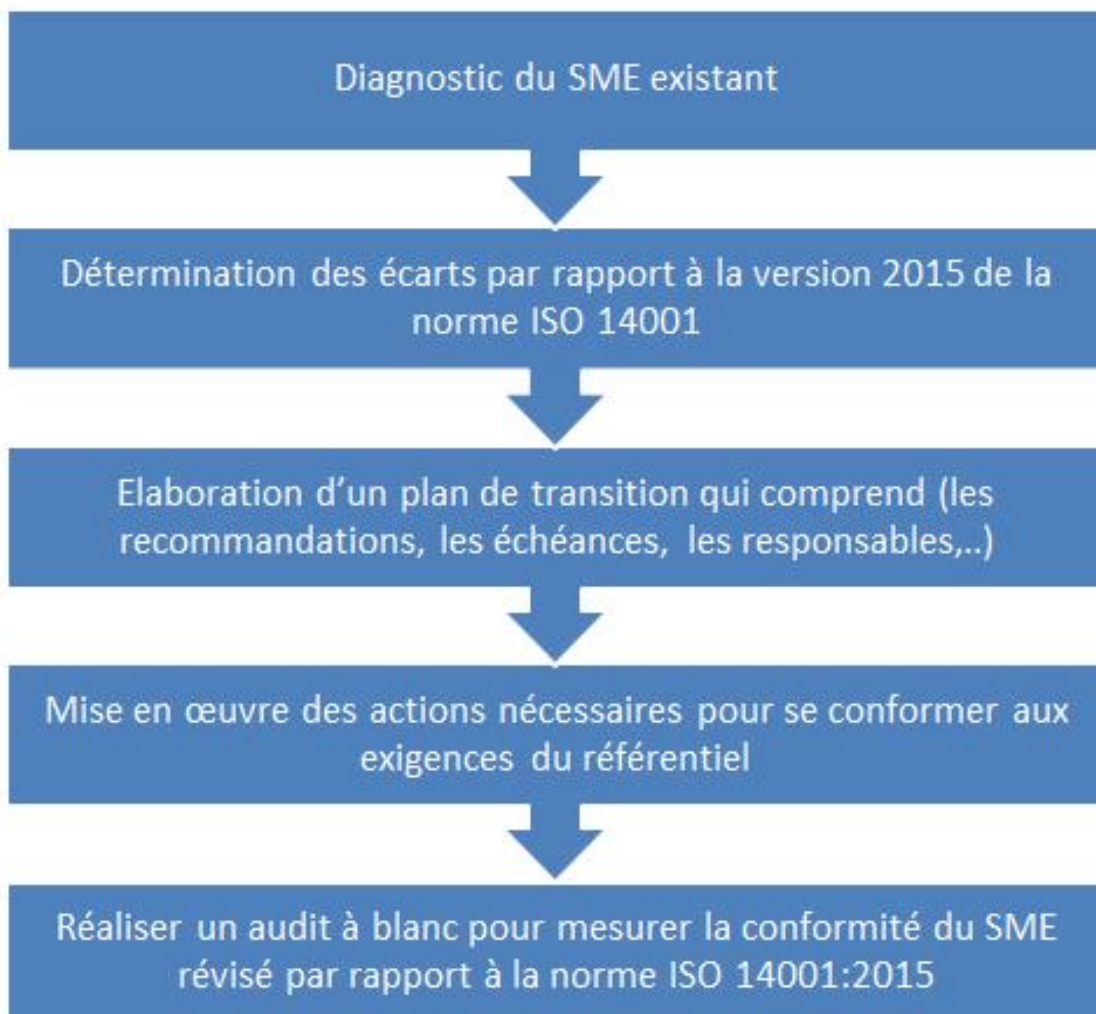 Diagnostic du SME existant
Détermination des écarts par rapport à la version 2015 de la
norme ISO 14001
Elaboration d’un plan de transition qui comprend (les
recommandations, les échéances, les responsables,..)
Mise en œuvre des actions nécessaires pour se conformer aux
exigences du référentiel
Réaliser un audit à blanc pour mesurer la conformité du SME
révisé par rapport à la norme ISO 14001:2015